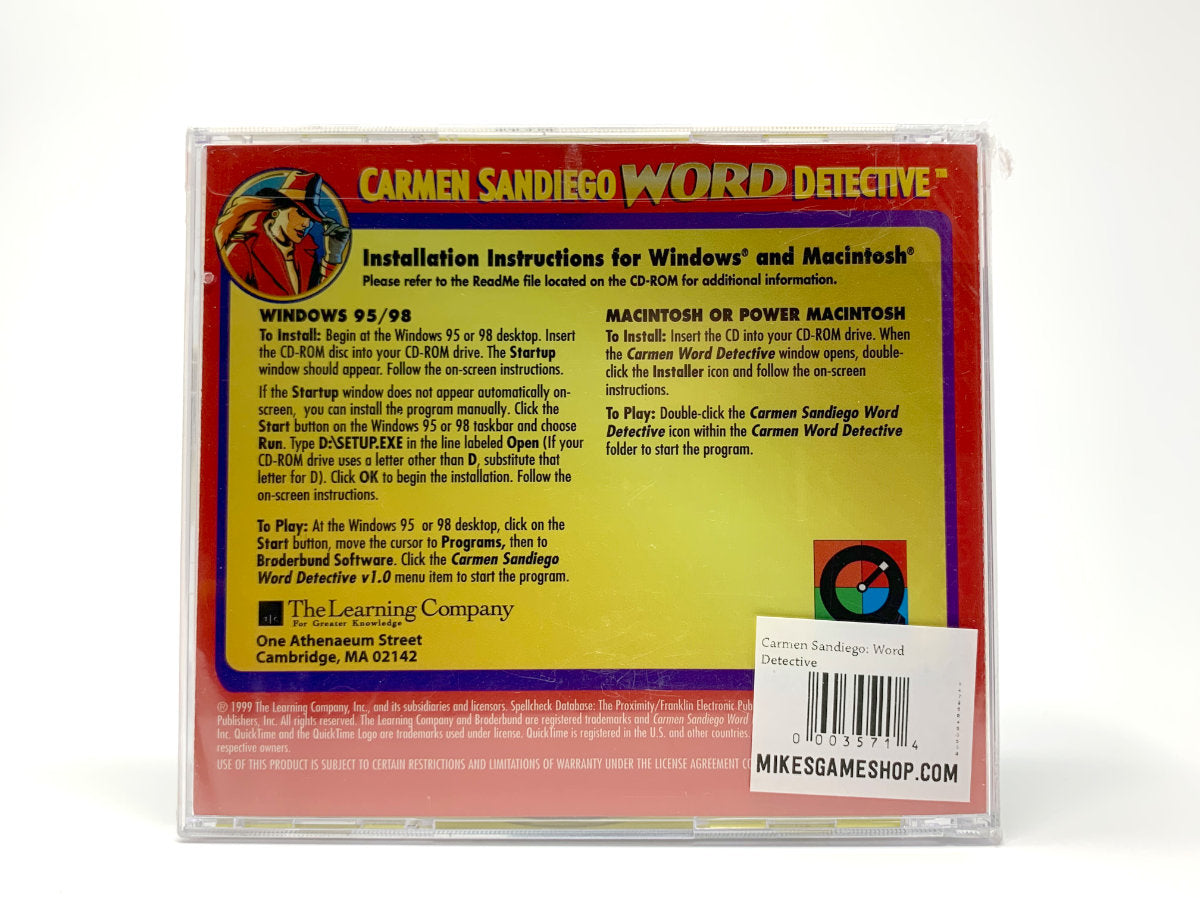 CARMEN SANDIEGO WORD DETECTIVE™
Installation Instructions for Windows® and Macintosh®
Please refer to the ReadMe file located on the CD-ROM for additional information.
WINDOWS 95/98
To Install: Begin at the Windows 95 or 98 desktop. Insert
the CD-ROM disc into your CD-ROM drive. The Startup
window should appear. Follow the on-screen instructions.
If the Startup window does not appear automatically on-
screen, you can install the program manually. Click the
Start button on the Windows 95 or 98 taskbar and choose
Run. Type D:\SETUP.EXE in the line labeled Open (If your
CD-ROM drive uses a letter other than D, substitute that
letter for D). Click OK to begin the installation. Follow the
on-screen instructions.
To Play: At the Windows 95 or 98 desktop, click on the
Start button, move the cursor to Programs, then to
Broderbund Software. Click the Carmen Sandiego
Word Detective v1.0 menu item to start the program.
MACINTOSH OR POWER MACINTOSH
To Install: Insert the CD into your CD-ROM drive. When
the Carmen Word Detective window opens, double-
click the Installer icon and follow the on-screen
instructions.
To Play: Double-click the Carmen Sandiego Word
Detective icon within the Carmen Word Detective
folder to start the program.
The Learning Company
For Greater Knowledge
One Athenaeum Street
Cambridge, MA 02142
℗ 1999 The Learning Company, Inc., and its subsidiaries and licensors. Spellcheck Database: The Proximity/Franklin Electronic Pub
Publishers, Inc. All rights reserved. The Learning Company and Broderbund are registered trademarks and Carmen Sandiego Word
Inc. QuickTime and the QuickTime Logo are trademarks used under license. QuickTime is registered in the U.S. and other countries.
respective owners.
USE OF THIS PRODUCT IS SUBJECT TO CERTAIN RESTRICTIONS AND LIMITATIONS OF WARRANTY UNDER THE LICENSE AGREEMENT CO
Carmen Sandiego: Word
Detective
0 003571 4
MIKESGAMESHOP.COM